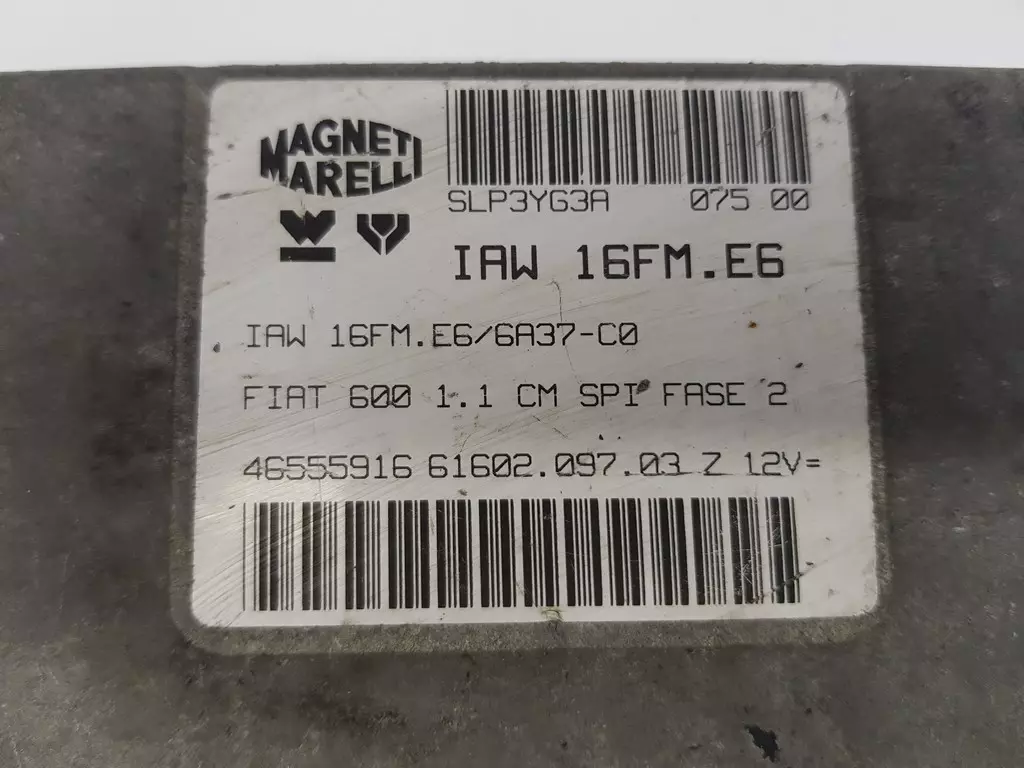 MAGNETI
MARELLI
SLP3YG3A 075 00
IAW 16FM.E6
IAW 16FM.E6/6A37-C0
FIAT 600 1.1 CM SPI FASE 2
46555916 61602.097.03 Z 12V=